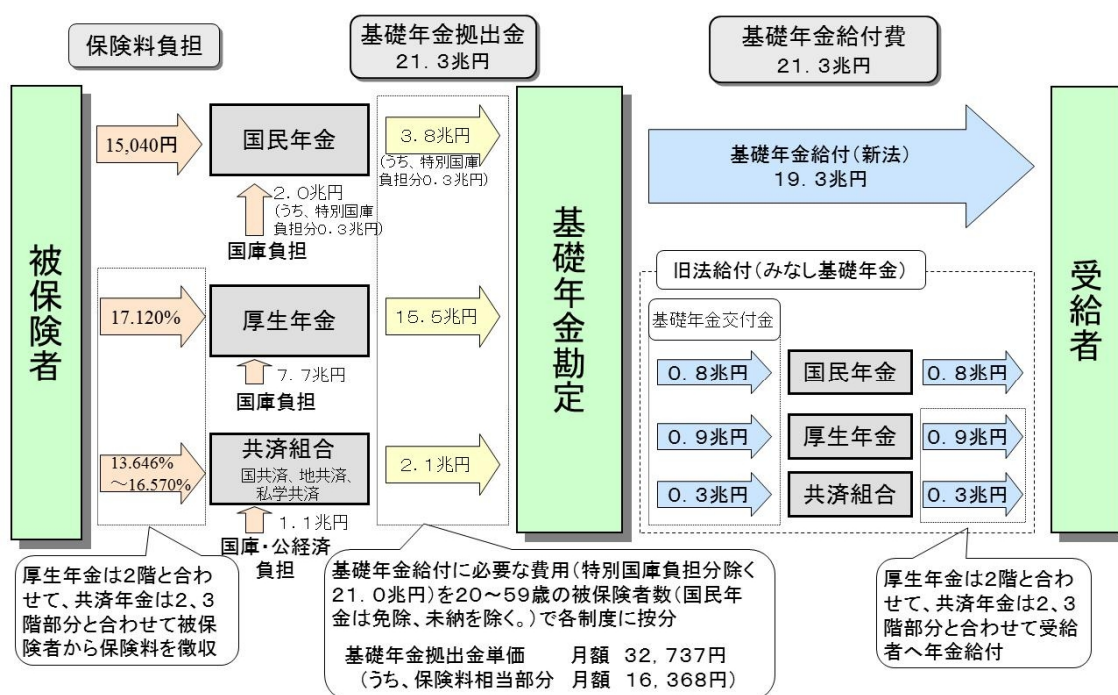 保険料負担
基礎年金拠出金
21.3兆円
基礎年金給付費
21.3兆円
被保険者
15,040円
国民年金
2.0兆円
(うち、特別国庫
負担分0.3兆円)
国庫負担
3.8兆円
(うち、特別国庫
負担分0.3兆円)
17.120%
厚生年金
7.7兆円
国庫負担
15.5兆円
13.646%
~16.570%
共済組合
国共済、地共済、
私学共済
1.1兆円
国庫・公経済
負担
2.1兆円
基礎年金勘定
基礎年金給付(新法)
19.3兆円
旧法給付(みなし基礎年金)
基礎年金交付金
0.8兆円
国民年金
0.8兆円
0.9兆円
厚生年金
0.9兆円
0.3兆円
共済組合
0.3兆円
受給者
厚生年金は2階と合わ
せて、共済年金は2、3
階部分と合わせて被保
険者から保険料を徴収
基礎年金給付に必要な費用(特別国庫負担分除く
21.0兆円)を20~59歳の被保険者数(国民年
金は免除、未納を除く。)で各制度に按分
基礎年金拠出金単価 月額 32,737円
(うち、保険料相当部分 月額 16,368円)
厚生年金は2階と合わ
せて、共済年金は2、3
階部分と合わせて受給
者へ年金給付